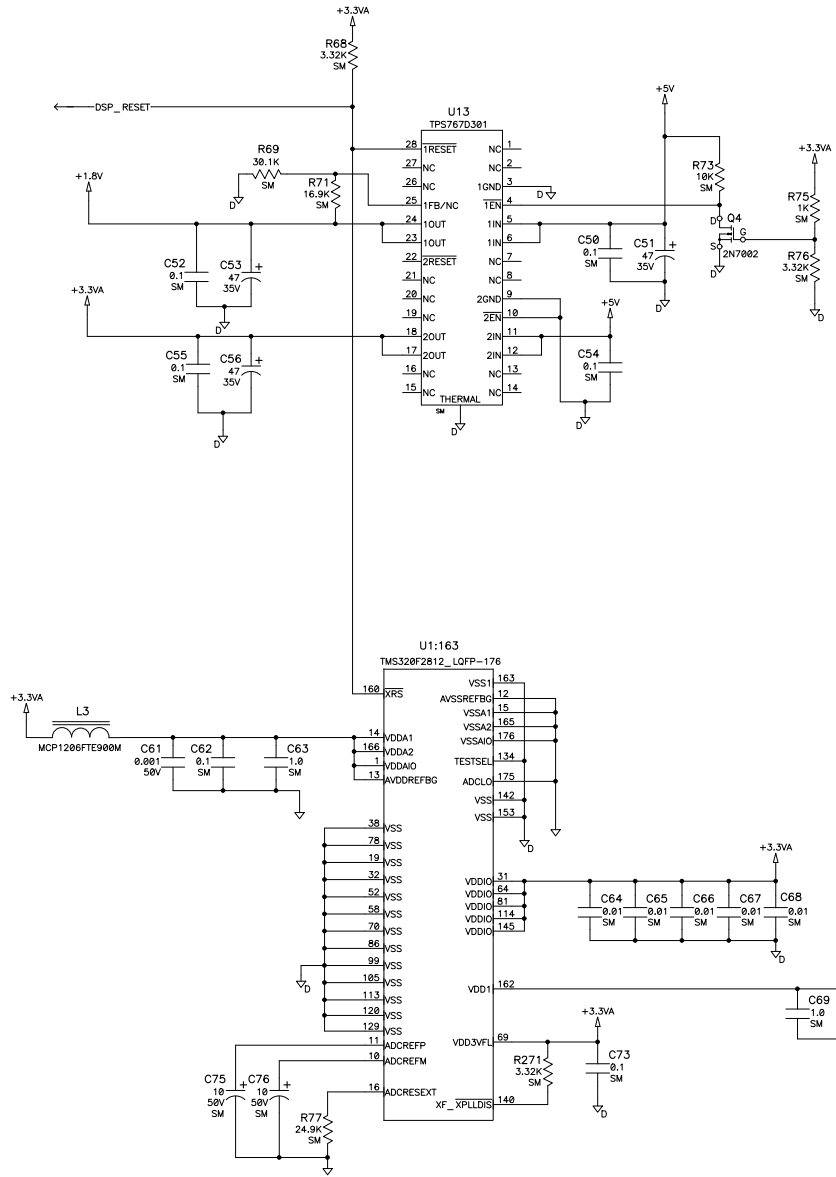 +3.3VA
R68
3.32K
SM
DSP_RESET
U13
TPS767D301
28 1RESET
27 NC
26 NC
25 1FB/NC
24 1OUT
23 1OUT
22 2RESET
21 NC
20 NC
19 NC
18 2OUT
17 2OUT
16 NC
15 NC
NC 1
NC 2
1GND 3
1EN 4
1IN 5
1IN 6
NC 7
NC 8
2GND 9
2EN 10
2IN 11
2IN 12
NC 13
NC 14
THERMAL
SM
D
D
R69
30.1K
SM
D
R71
16.9K
SM
+1.8V
C52
0.1
SM
C53
47
35V
+
D
+3.3VA
C55
0.1
SM
C56
47
35V
+
D
+5V
C50
0.1
SM
C51
47
35V
+
D
+5V
C54
0.1
SM
D
R73
10K
SM
D
Q4
G
S
2N7002
D
+3.3VA
R75
1K
SM
R76
3.32K
SM
D
U1:163
TMS320F2812_LQFP-176
160 XRS
14 VDDA1
166 VDDA2
1 VDDAIO
13 AVDDREFBG
38 VSS
78 VSS
19 VSS
32 VSS
52 VSS
58 VSS
70 VSS
86 VSS
99 VSS
105 VSS
113 VSS
120 VSS
129 VSS
11 ADCREFP
10 ADCREFM
16 ADCRESEXT
VSS1 163
AVSSREFBG 12
VSSA1 15
VSSA2 165
VSSAIO 176
TESTSEL 134
ADCLO 175
VSS 142
VSS 153
VDDIO 31
VDDIO 64
VDDIO 81
VDDIO 114
VDDIO 145
VDD1 162
VDD3VFL 69
XF_XPLLDIS 140
+3.3VA
L3
MCP1206FTE900M
C61
0.001
50V
C62
0.1
SM
C63
1.0
SM
D
D
+3.3VA
C64
0.01
SM
C65
0.01
SM
C66
0.01
SM
C67
0.01
SM
C68
0.01
SM
D
C69
1.0
SM
+3.3VA
R271
3.32K
SM
C73
0.1
SM
D
C75
10
50V
SM
+
C76
10
50V
SM
+
R77
24.9K
SM